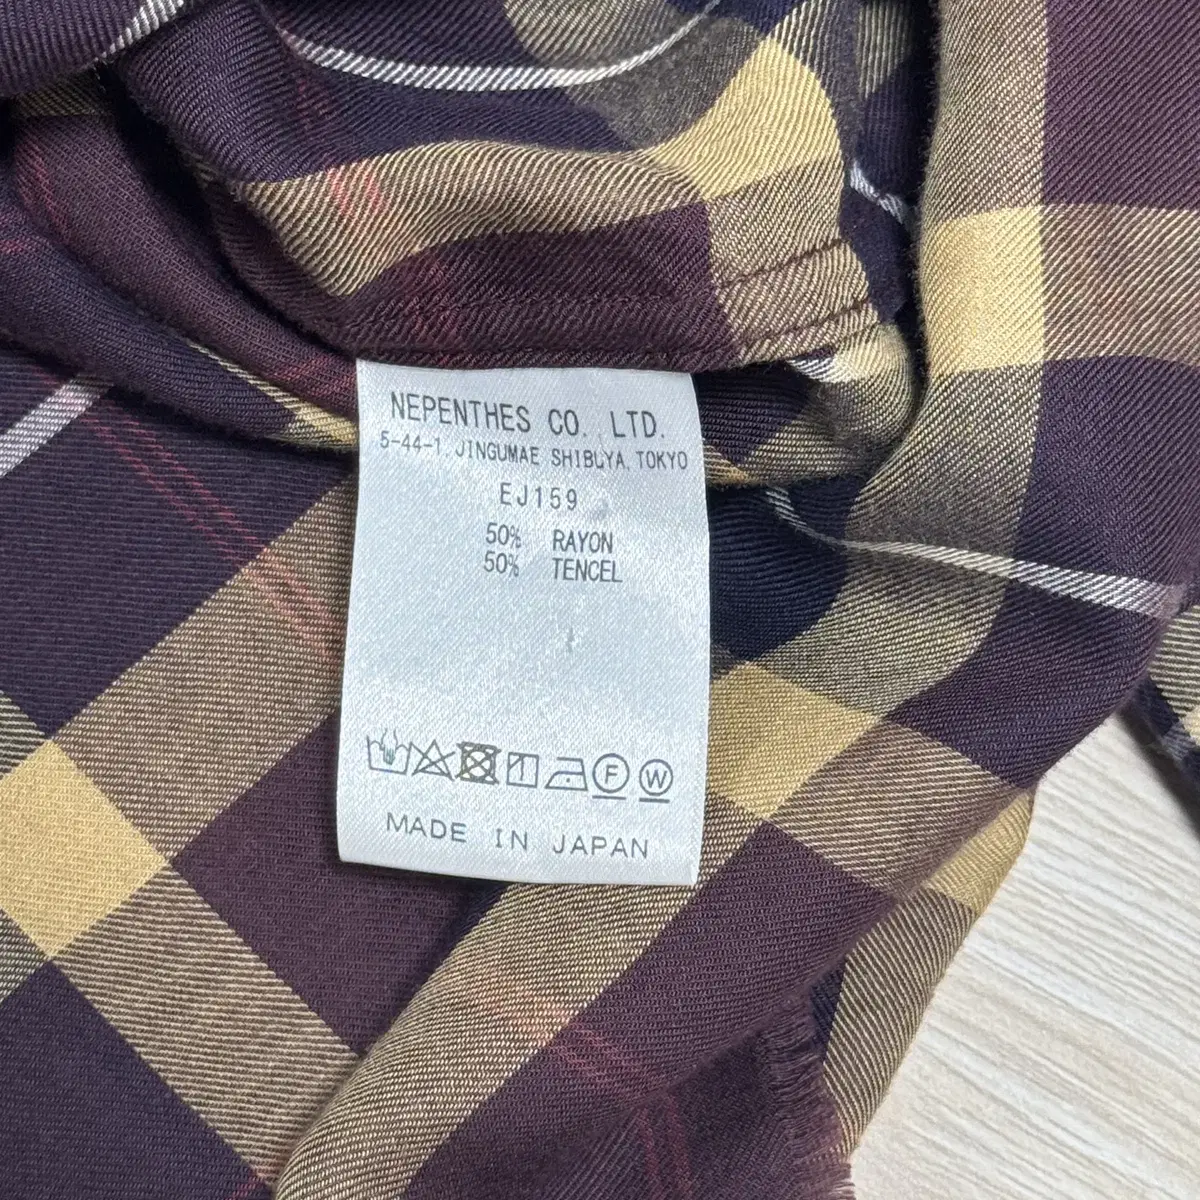 NEPENTHES CO. LTD.
5-44-1 JINGUMAE SHIBUYA TOKYO
EJ159
50% RAYON
50% TENCEL
F W
MADE IN JAPAN